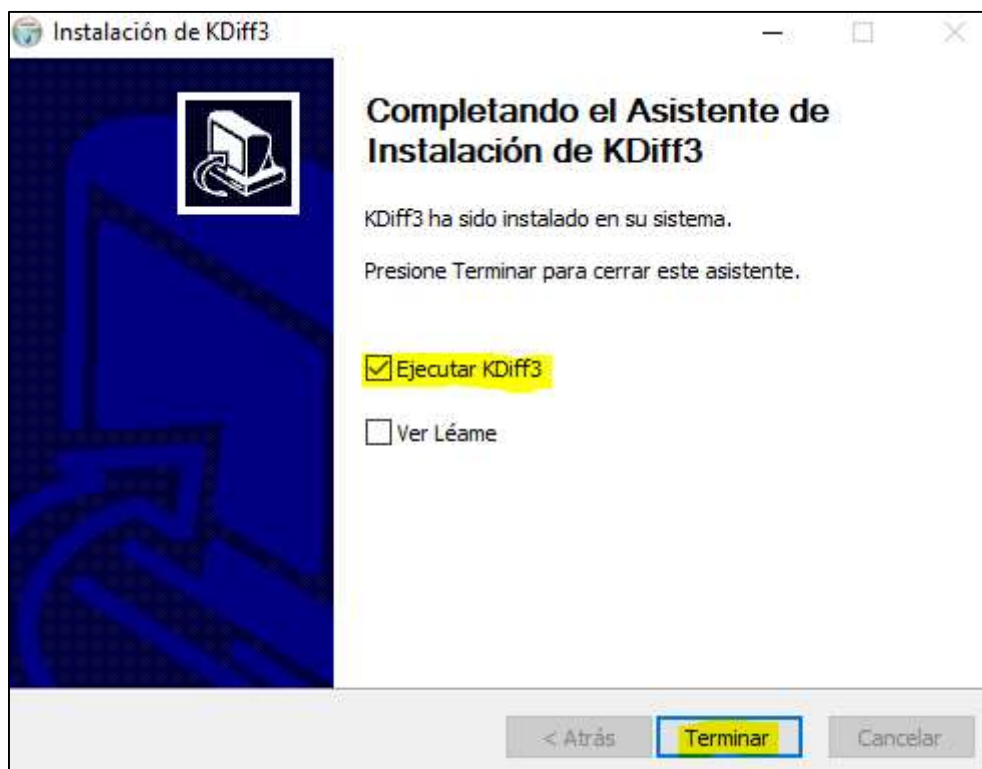 Instalación de KDiff3
Completando el Asistente de
Instalación de KDiff3
KDiff3 ha sido instalado en su sistema.
Presione Terminar para cerrar este asistente.
Ejecutar KDiff3
Ver Léame
< Atrás
Terminar
Cancelar